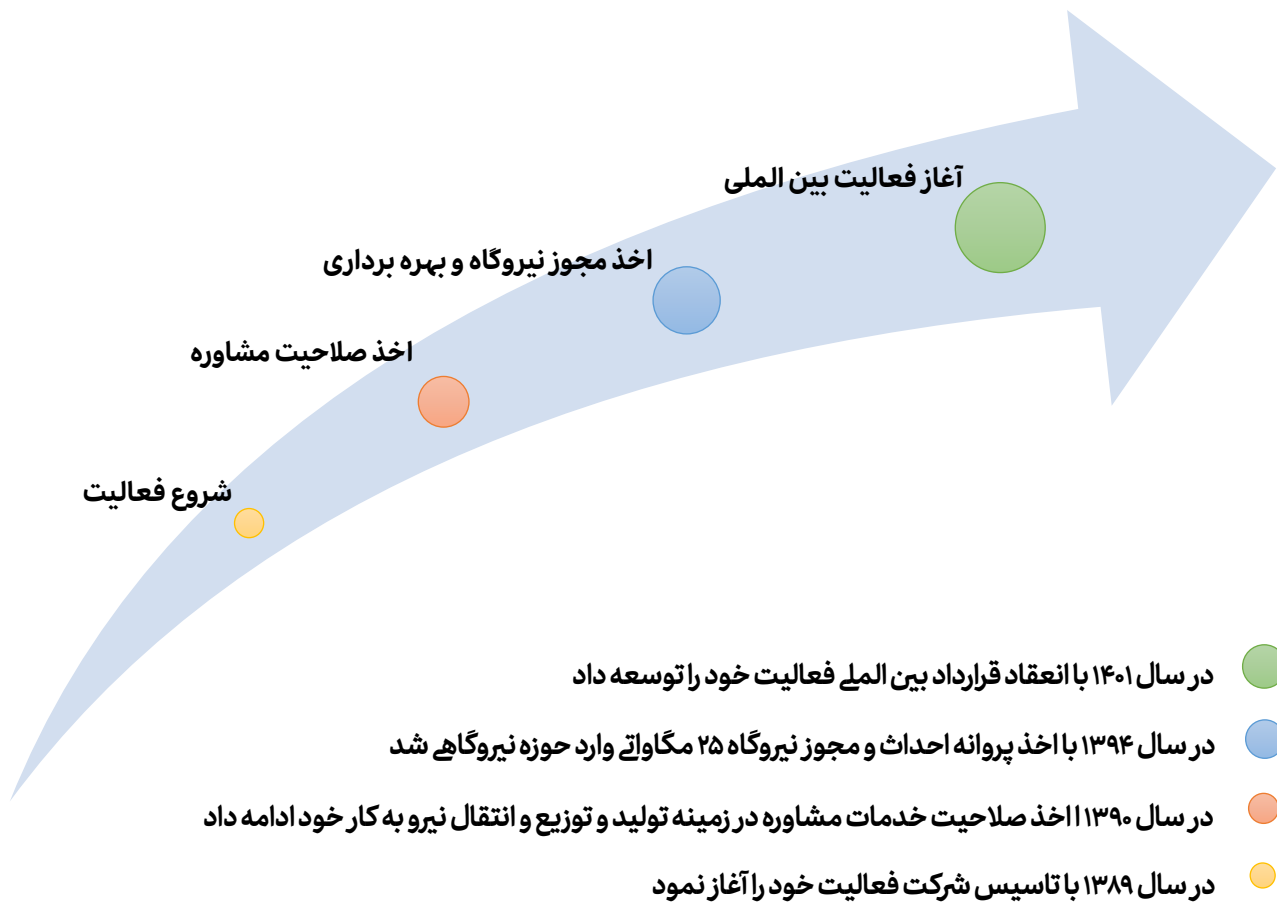 آغاز فعالیت بین المللی
اخذ مجوز نیروگاه و بهره برداری
اخذ صلاحیت مشاوره
شروع فعالیت
در سال ۱۴۰۱ با انعقاد قرارداد بین المللی فعالیت خود را توسعه داد
در سال ۱۳۹۴ با اخذ پروانه احداث و مجوز نیروگاه ۲۵ مگاواتی وارد حوزه نیروگاهی شد
در سال ۱۳۹۰ ااخذ صلاحیت خدمات مشاوره در زمینه تولید و توزیع و انتقال نیرو به کار خود ادامه داد
در سال ۱۳۸۹ با تاسیس شرکت فعالیت خود را آغاز نمود